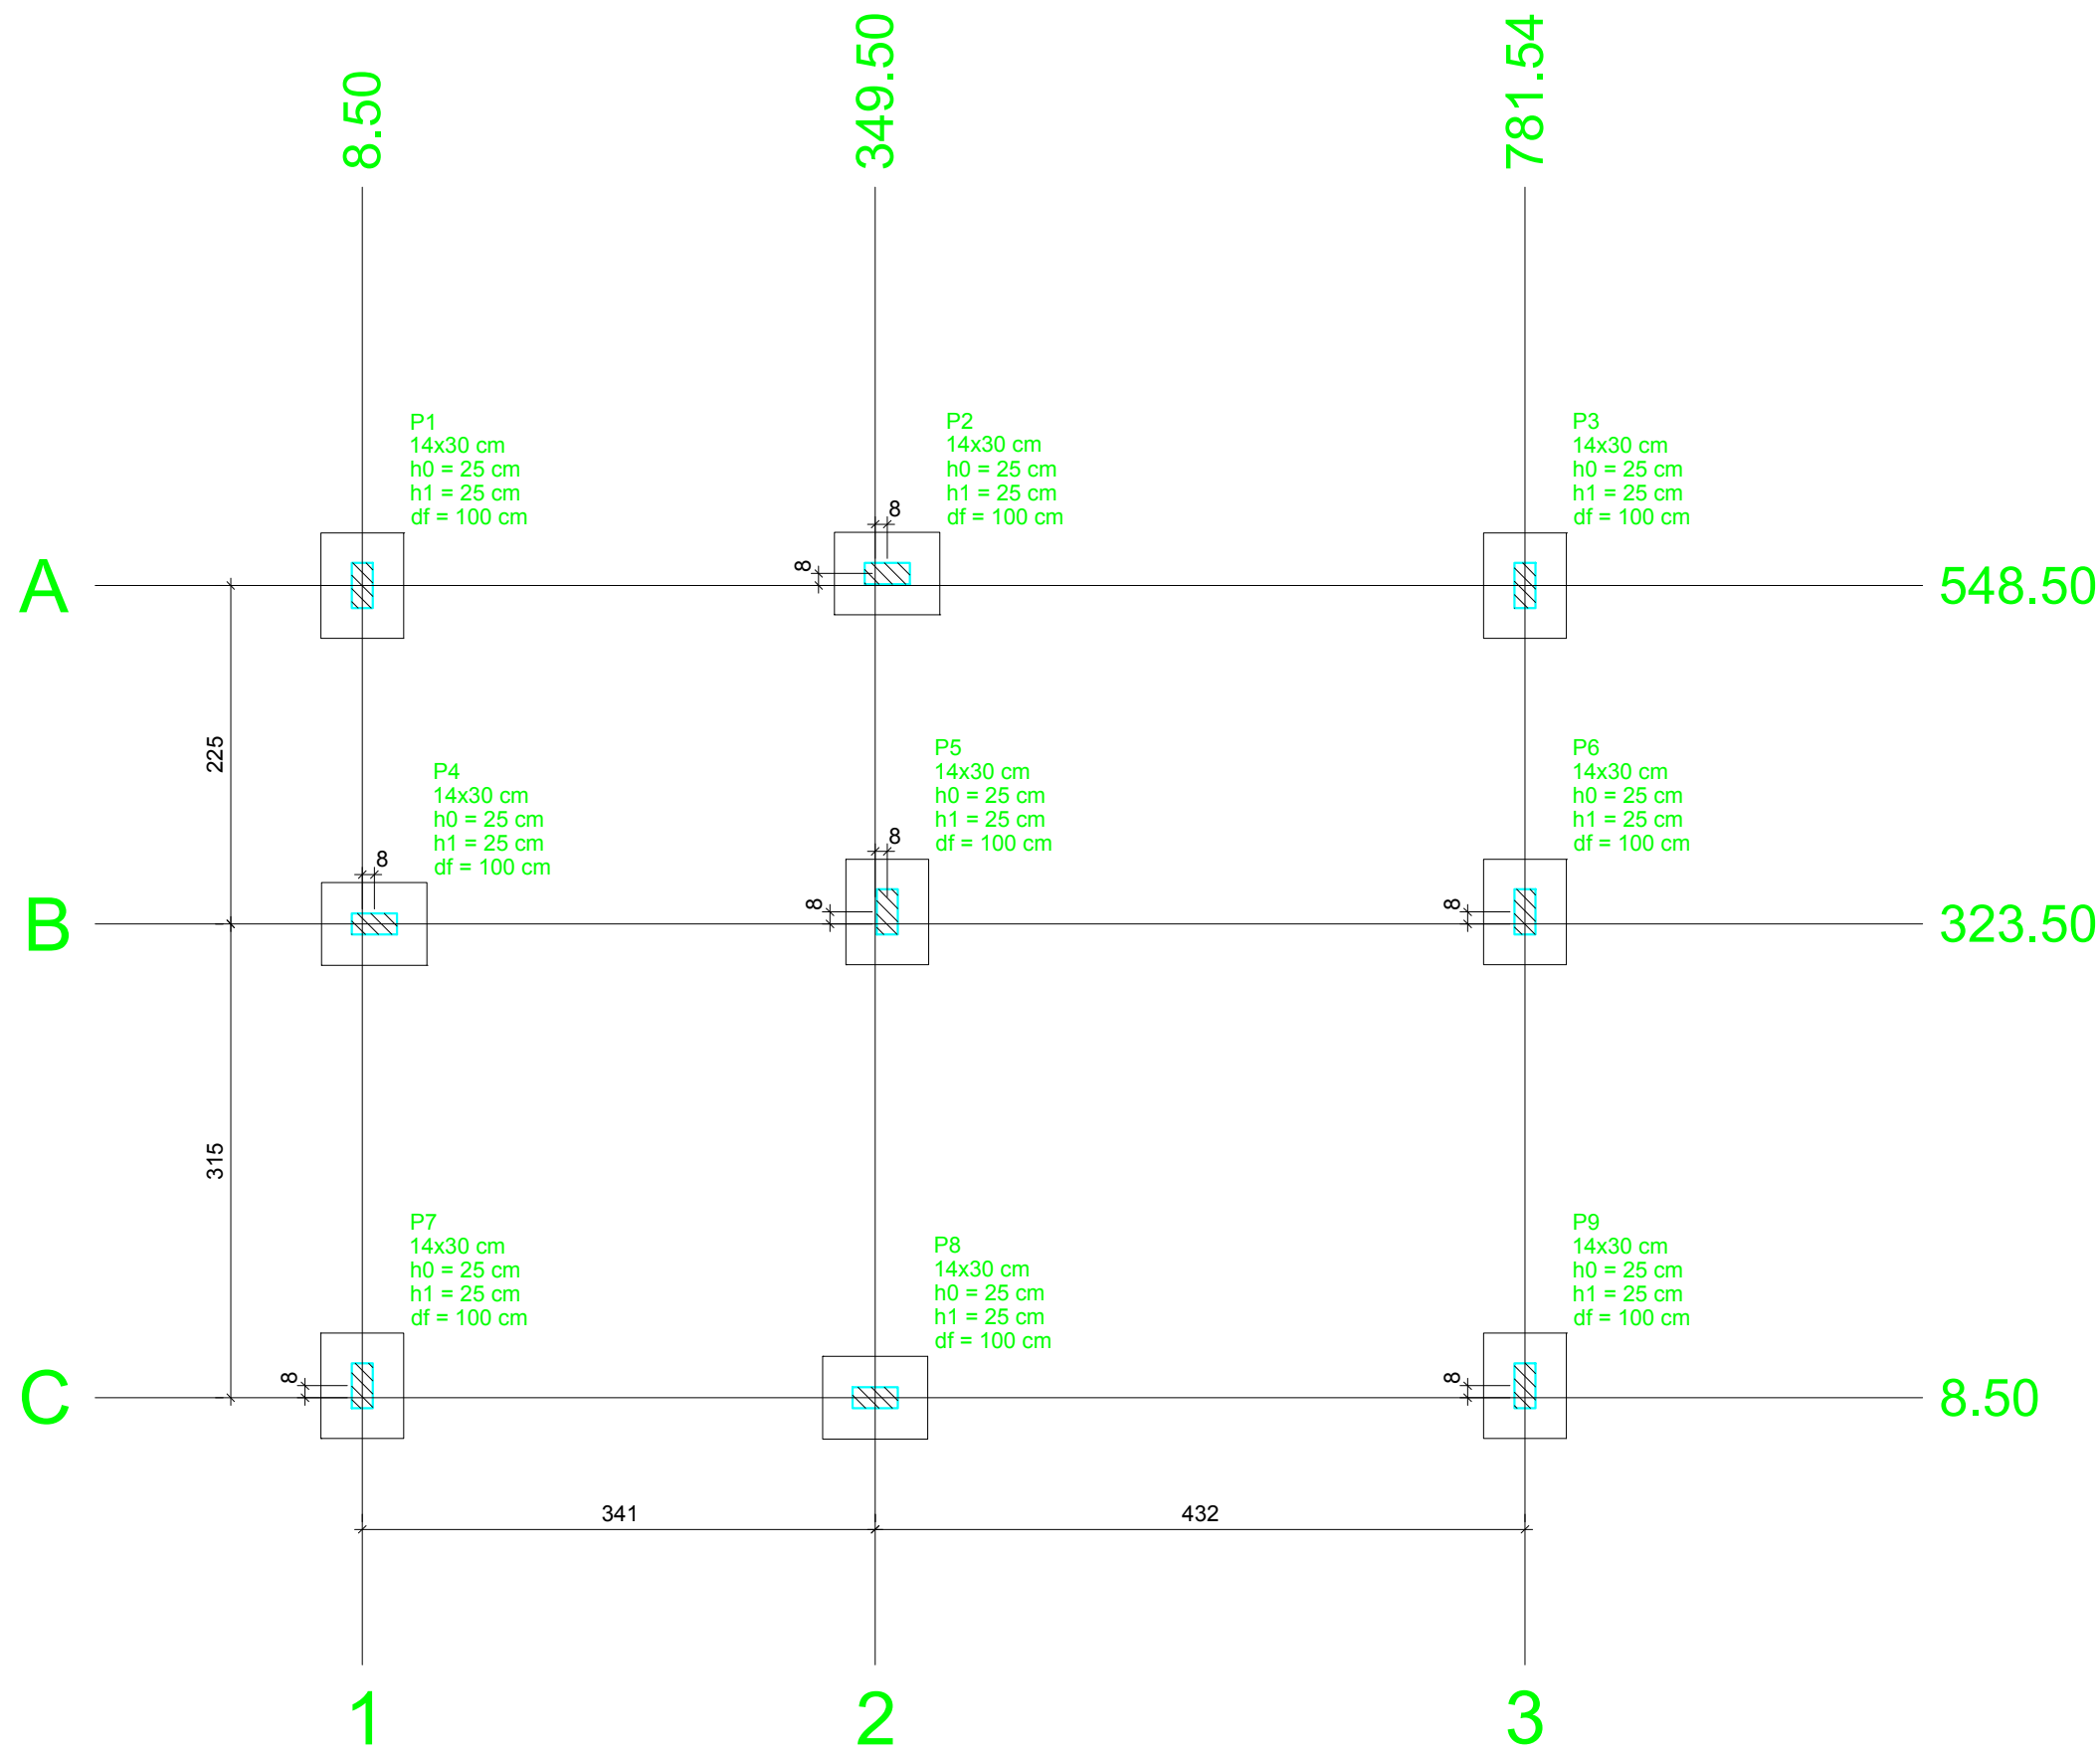 8.50
349.50
781.54
P1
14x30 cm
h0 = 25 cm
h1 = 25 cm
df = 100 cm
P2
14x30 cm
h0 = 25 cm
h1 = 25 cm
df = 100 cm
P3
14x30 cm
h0 = 25 cm
h1 = 25 cm
df = 100 cm
8
8
A
548.50
225
P4
14x30 cm
h0 = 25 cm
h1 = 25 cm
df = 100 cm
P5
14x30 cm
h0 = 25 cm
h1 = 25 cm
df = 100 cm
P6
14x30 cm
h0 = 25 cm
h1 = 25 cm
df = 100 cm
8
8
8
8
B
323.50
315
P7
14x30 cm
h0 = 25 cm
h1 = 25 cm
df = 100 cm
P8
14x30 cm
h0 = 25 cm
h1 = 25 cm
df = 100 cm
P9
14x30 cm
h0 = 25 cm
h1 = 25 cm
df = 100 cm
8
8
C
8.50
341
432
1
2
3